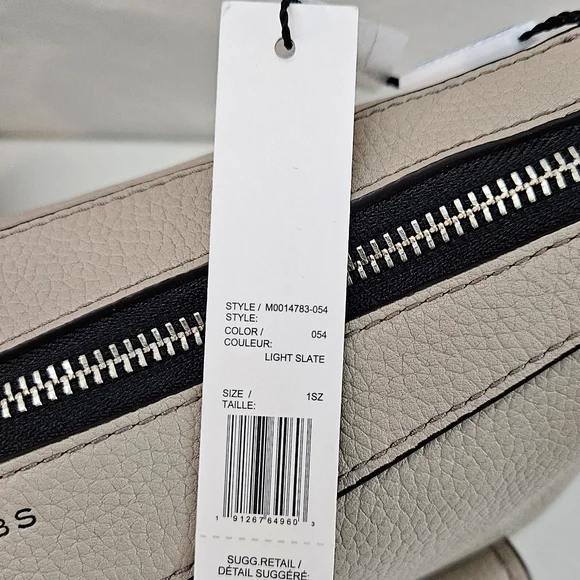 STYLE / M0014783-054
STYLE:
COLOR / 054
COULEUR:
LIGHT SLATE
SIZE / 1SZ
TAILLE:
1 91267 64960 3
SUGG.RETAIL /
DÉTAIL SUGGÉRÉ:
BS